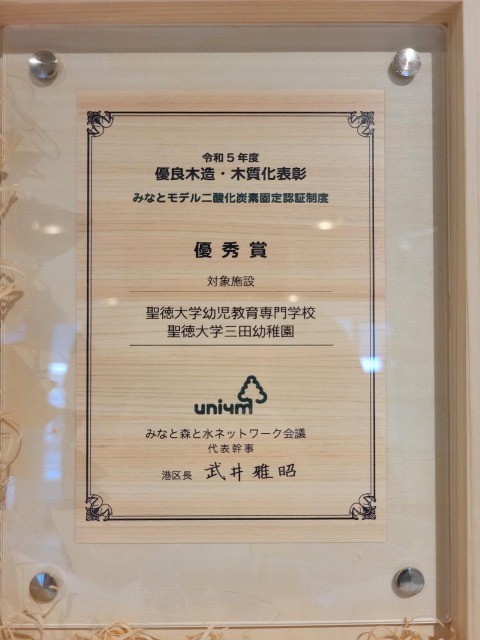 令和5年度
優良木造・木質化表彰
みなとモデル二酸化炭素固定認証制度
優秀賞
対象施設
聖徳大学幼児教育専門学校
聖徳大学三田幼稚園
uni4m
みなと森と水ネットワーク会議
代表幹事
港区長 武井雅昭